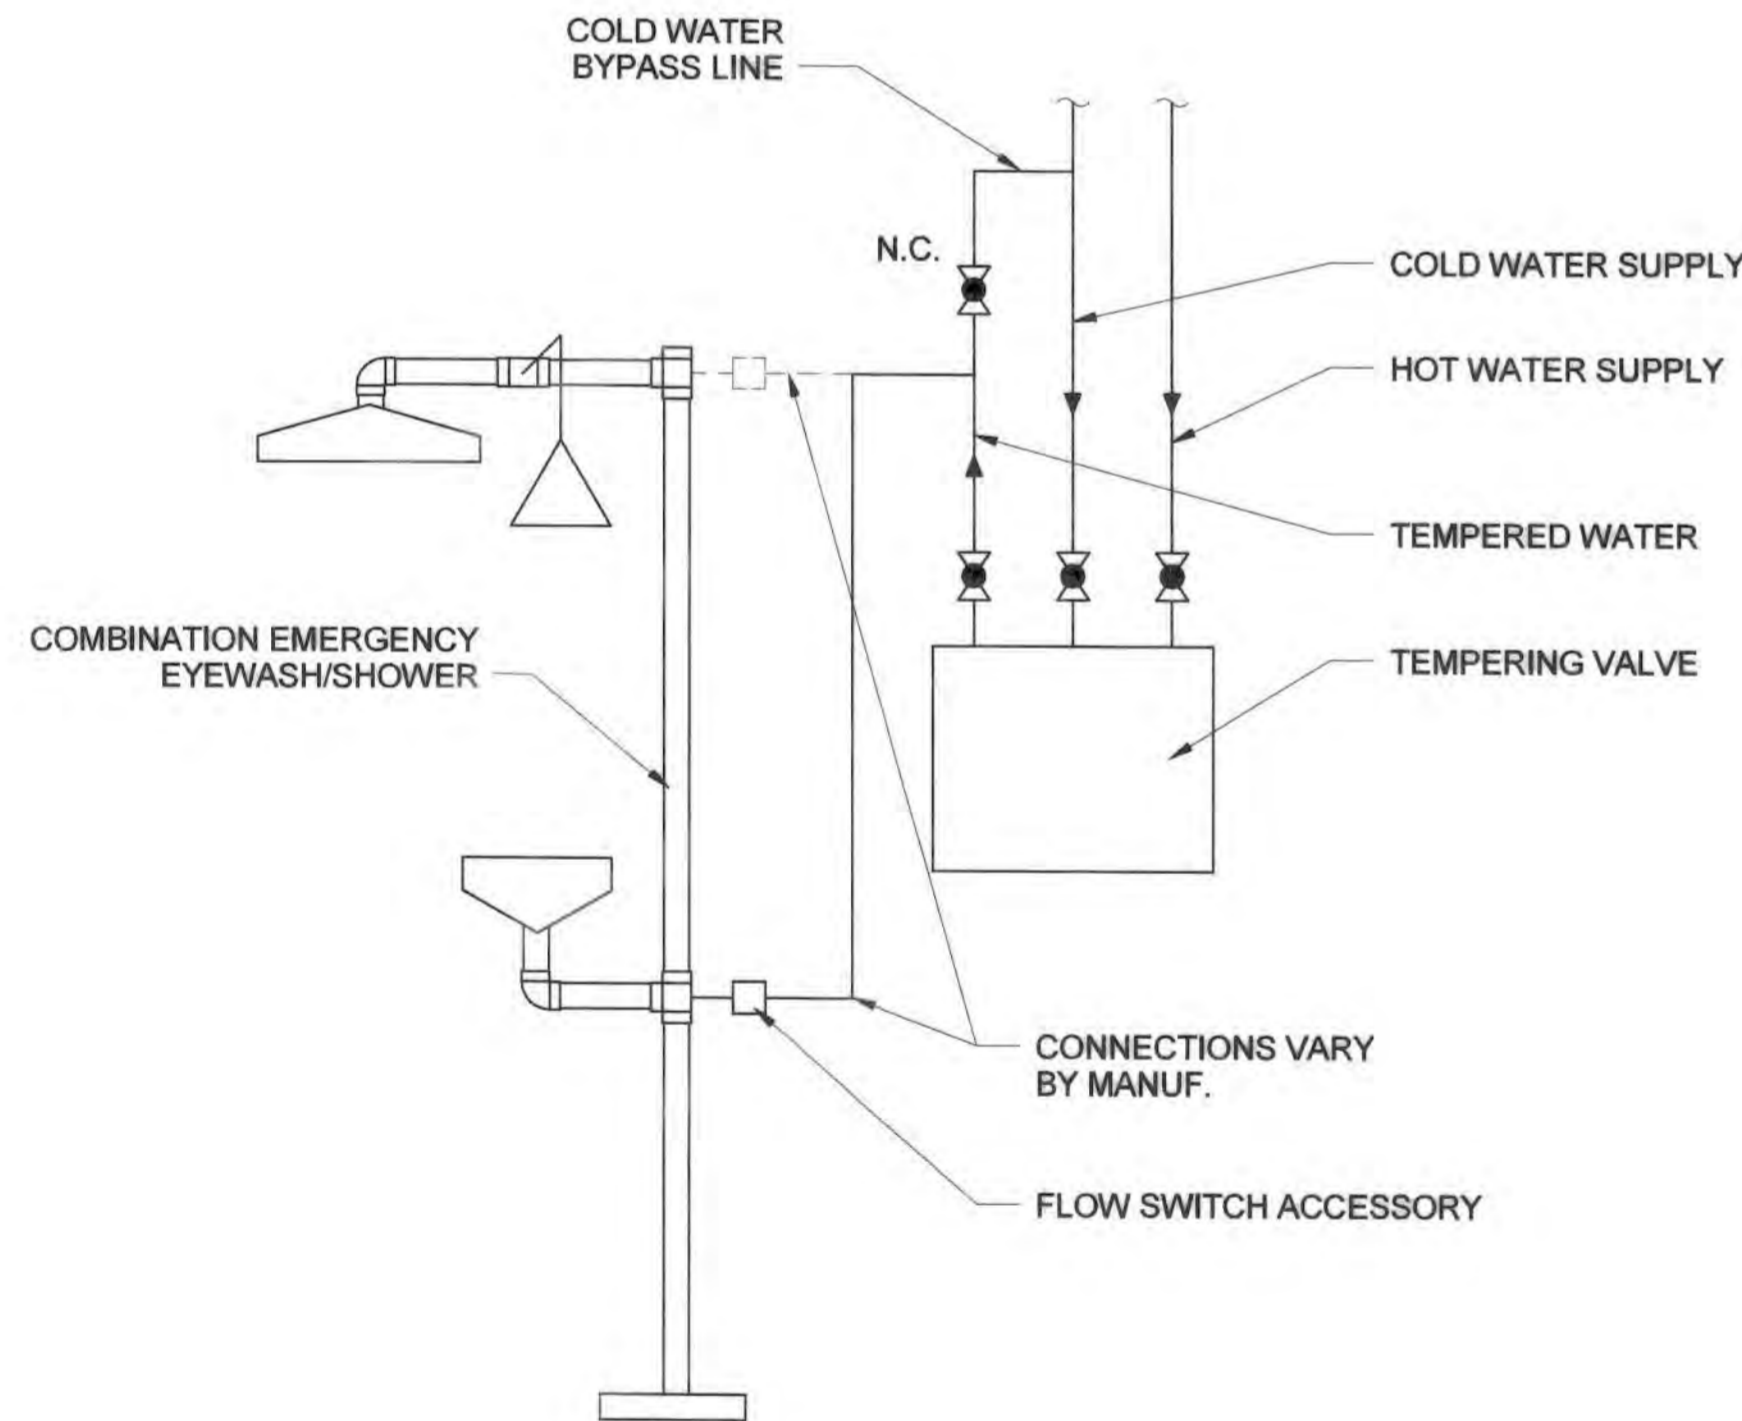 COLD WATER
BYPASS LINE
N.C.
COLD WATER SUPPLY
HOT WATER SUPPLY
TEMPERED WATER
COMBINATION EMERGENCY
EYEWASH/SHOWER
TEMPERING VALVE
CONNECTIONS VARY
BY MANUF.
FLOW SWITCH ACCESSORY